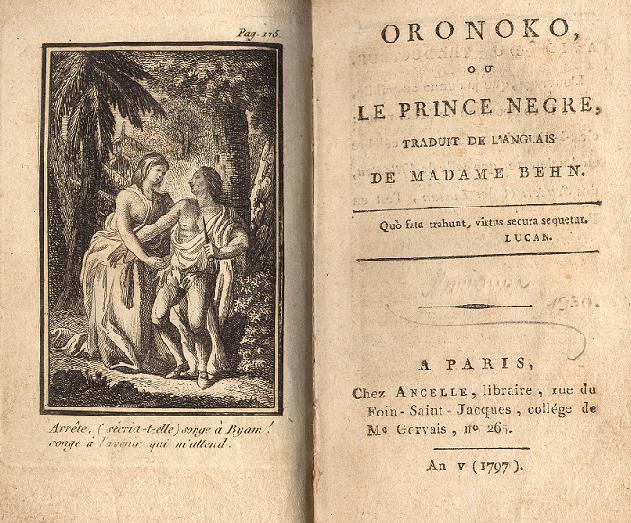 Pag. 175.
Arrête, (s'écria-t-elle) songe à Byam!
songe à l'avenir qui m'attend.
ORONOKO,
OU
LE PRINCE NEGRE,
TRADUIT DE L'ANGLAIS
DE MADAME BEHN.
Quò fata trahunt, virtus secura sequetur.
LUCAN.
A PARIS,
Chez ANCELLE, libraire, rue du
Foin-Saint-Jacques, collége de
Me Gervais, no. 265.
An V (1797).